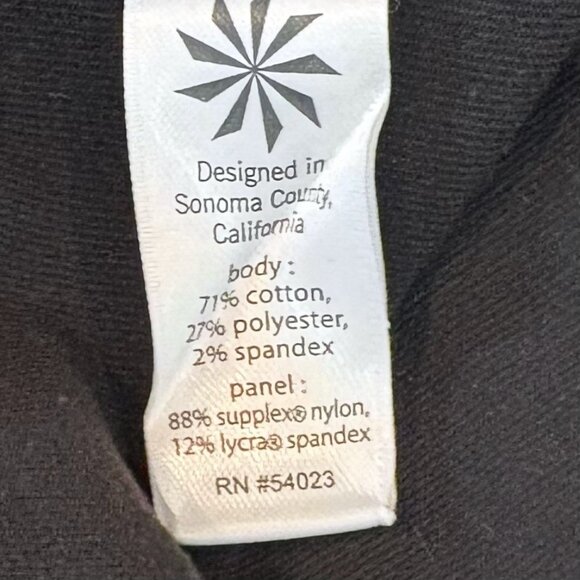 Designed in
Sonoma County,
California
body :
71% cotton,
27% polyester,
2% spandex
panel :
88% supplex® nylon,
12% lycra® spandex
RN #54023